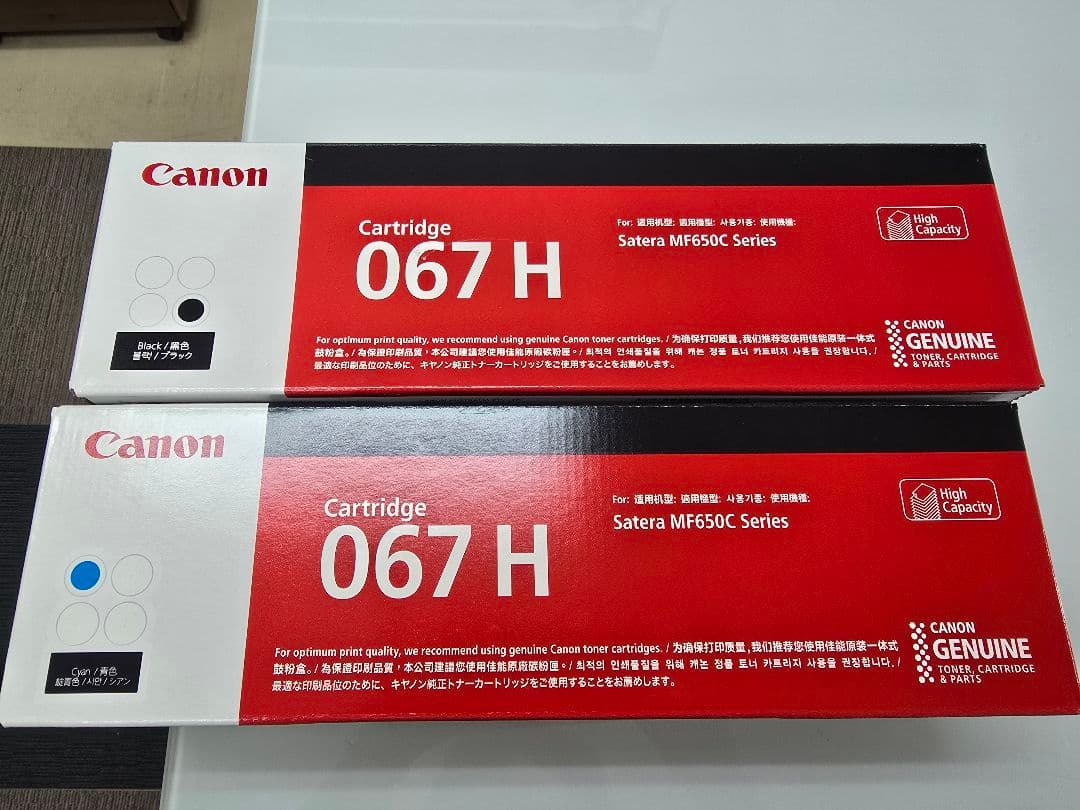 Canon
Cartridge
067 H
For: 适用机型: 適用機型: 사용기종: 使用機種:
Satera MF650C Series
High
Capacity
Black / 黑色
블랙 / ブラック
For optimum print quality, we recommend using genuine Canon toner cartridges. / 为确保打印质量,我们推荐您使用佳能原装一体式
鼓粉盒。/ 為保證印刷品質，本公司建議您使用佳能原廠碳粉匣。/ 최적의 인쇄품질을 위해 캐논 정품 토너 카트리지 사용을 권장합니다. /
最適な印刷品位のために、キヤノン純正トナーカートリッジをご使用することをお薦めします。
CANON
GENUINE
TONER, CARTRIDGE
& PARTS
Canon
Cartridge
067 H
For: 适用机型: 適用機型: 사용기종: 使用機種:
Satera MF650C Series
High
Capacity
Cyan / 青色
靛青色 / 시안 / シアン
For optimum print quality, we recommend using genuine Canon toner cartridges. / 为确保打印质量,我们推荐您使用佳能原装一体式
鼓粉盒。/ 為保證印刷品質，本公司建議您使用佳能原廠碳粉匣。/ 최적의 인쇄품질을 위해 캐논 정품 토너 카트리지 사용을 권장합니다. /
最適な印刷品位のために、キヤノン純正トナーカートリッジをご使用することをお薦めします。
CANON
GENUINE
TONER, CARTRIDGE
& PARTS